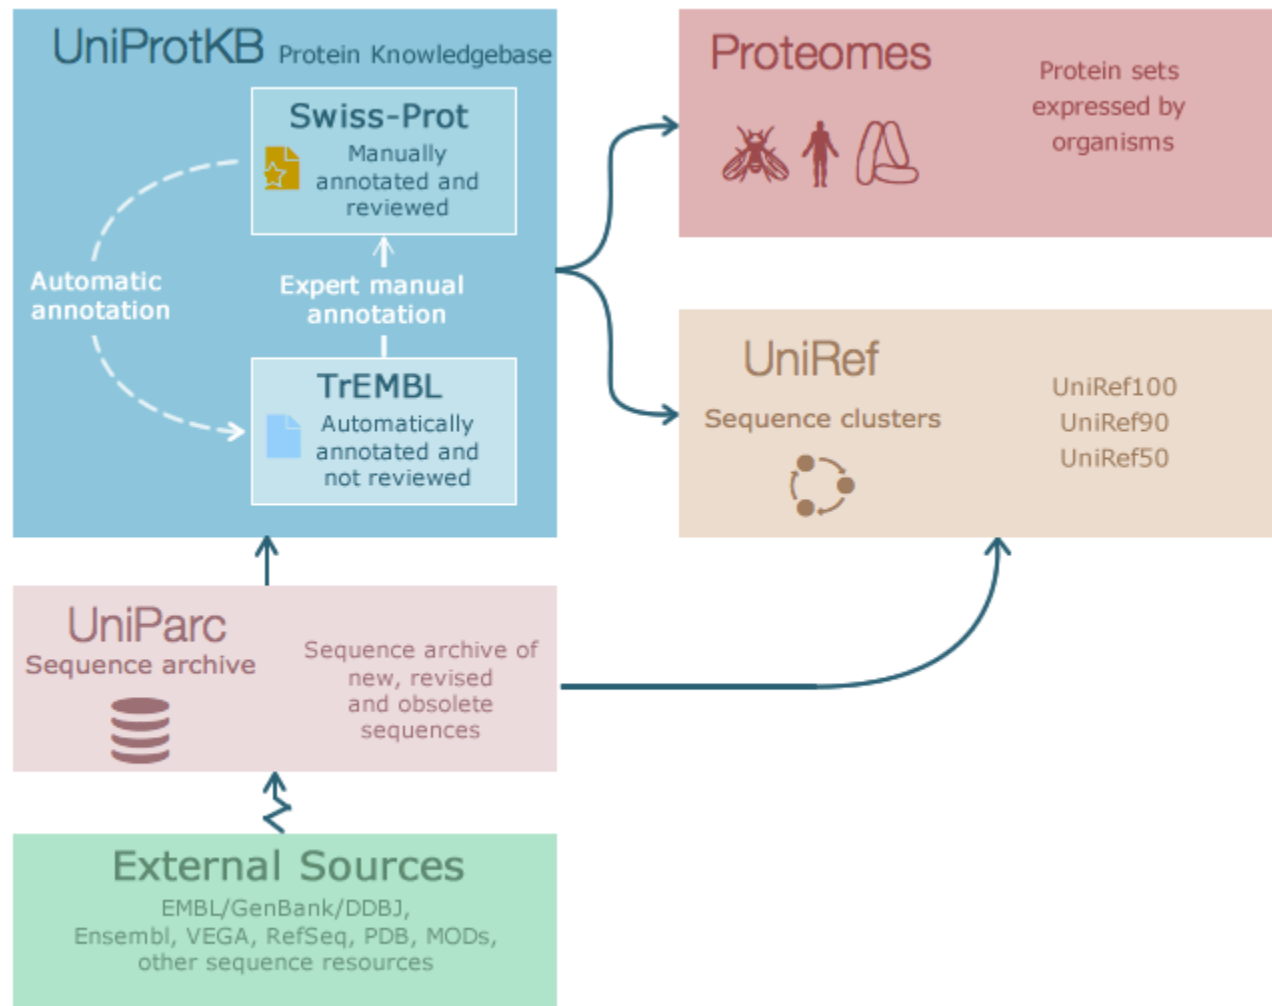 UniProtKB Protein Knowledgebase
Swiss-Prot
Manually
annotated and
reviewed
Automatic
annotation
Expert manual
annotation
TrEMBL
Automatically
annotated and
not reviewed
Proteomes
Protein sets
expressed by
organisms
UniRef
Sequence clusters
UniRef100
UniRef90
UniRef50
UniParc
Sequence archive
Sequence archive of
new, revised
and obsolete
sequences
External Sources
EMBL/GenBank/DDBJ,
Ensembl, VEGA, RefSeq, PDB, MODs,
other sequence resources